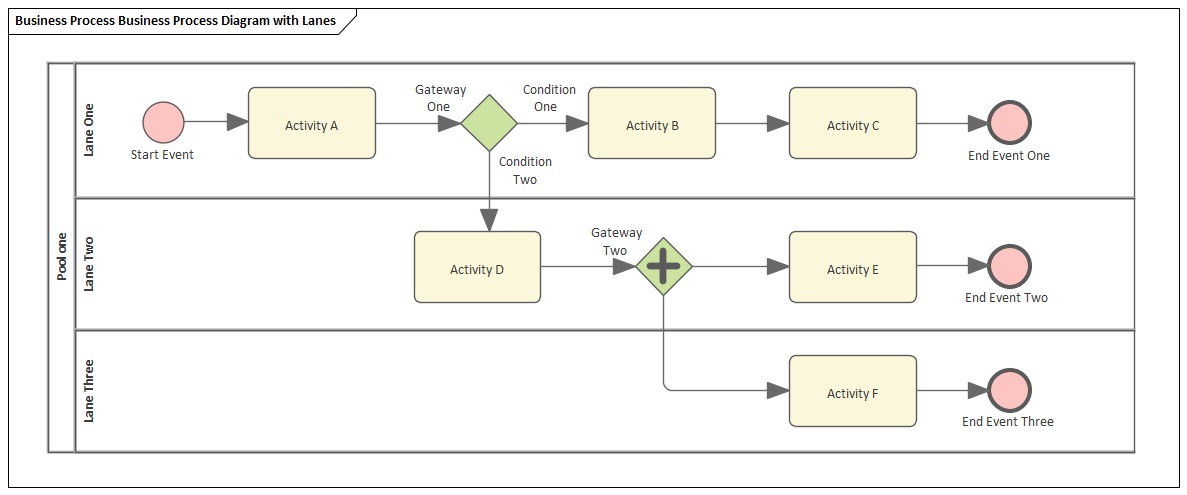 Business Process Business Process Diagram with Lanes
Pool one
Lane One
Start Event
Activity A
Gateway
One
Condition
One
Activity B
Activity C
End Event One
Condition
Two
Lane Two
Activity D
Gateway
Two
Activity E
End Event Two
Lane Three
Activity F
End Event Three